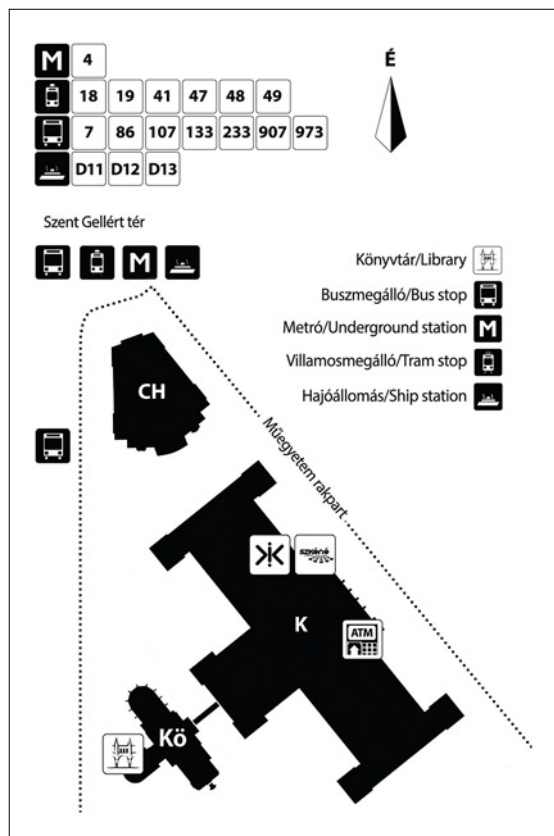 M 4
18 19 41 47 48 49
7 86 107 133 233 907 973
D11 D12 D13
É
Szent Gellért tér
M
Könyvtár/Library
Buszmegálló/Bus stop
Metró/Underground station M
Villamosmegálló/Tram stop
Hajóállomás/Ship station
CH
Műegyetem rakpart
szkéné
K
ATM
Kö